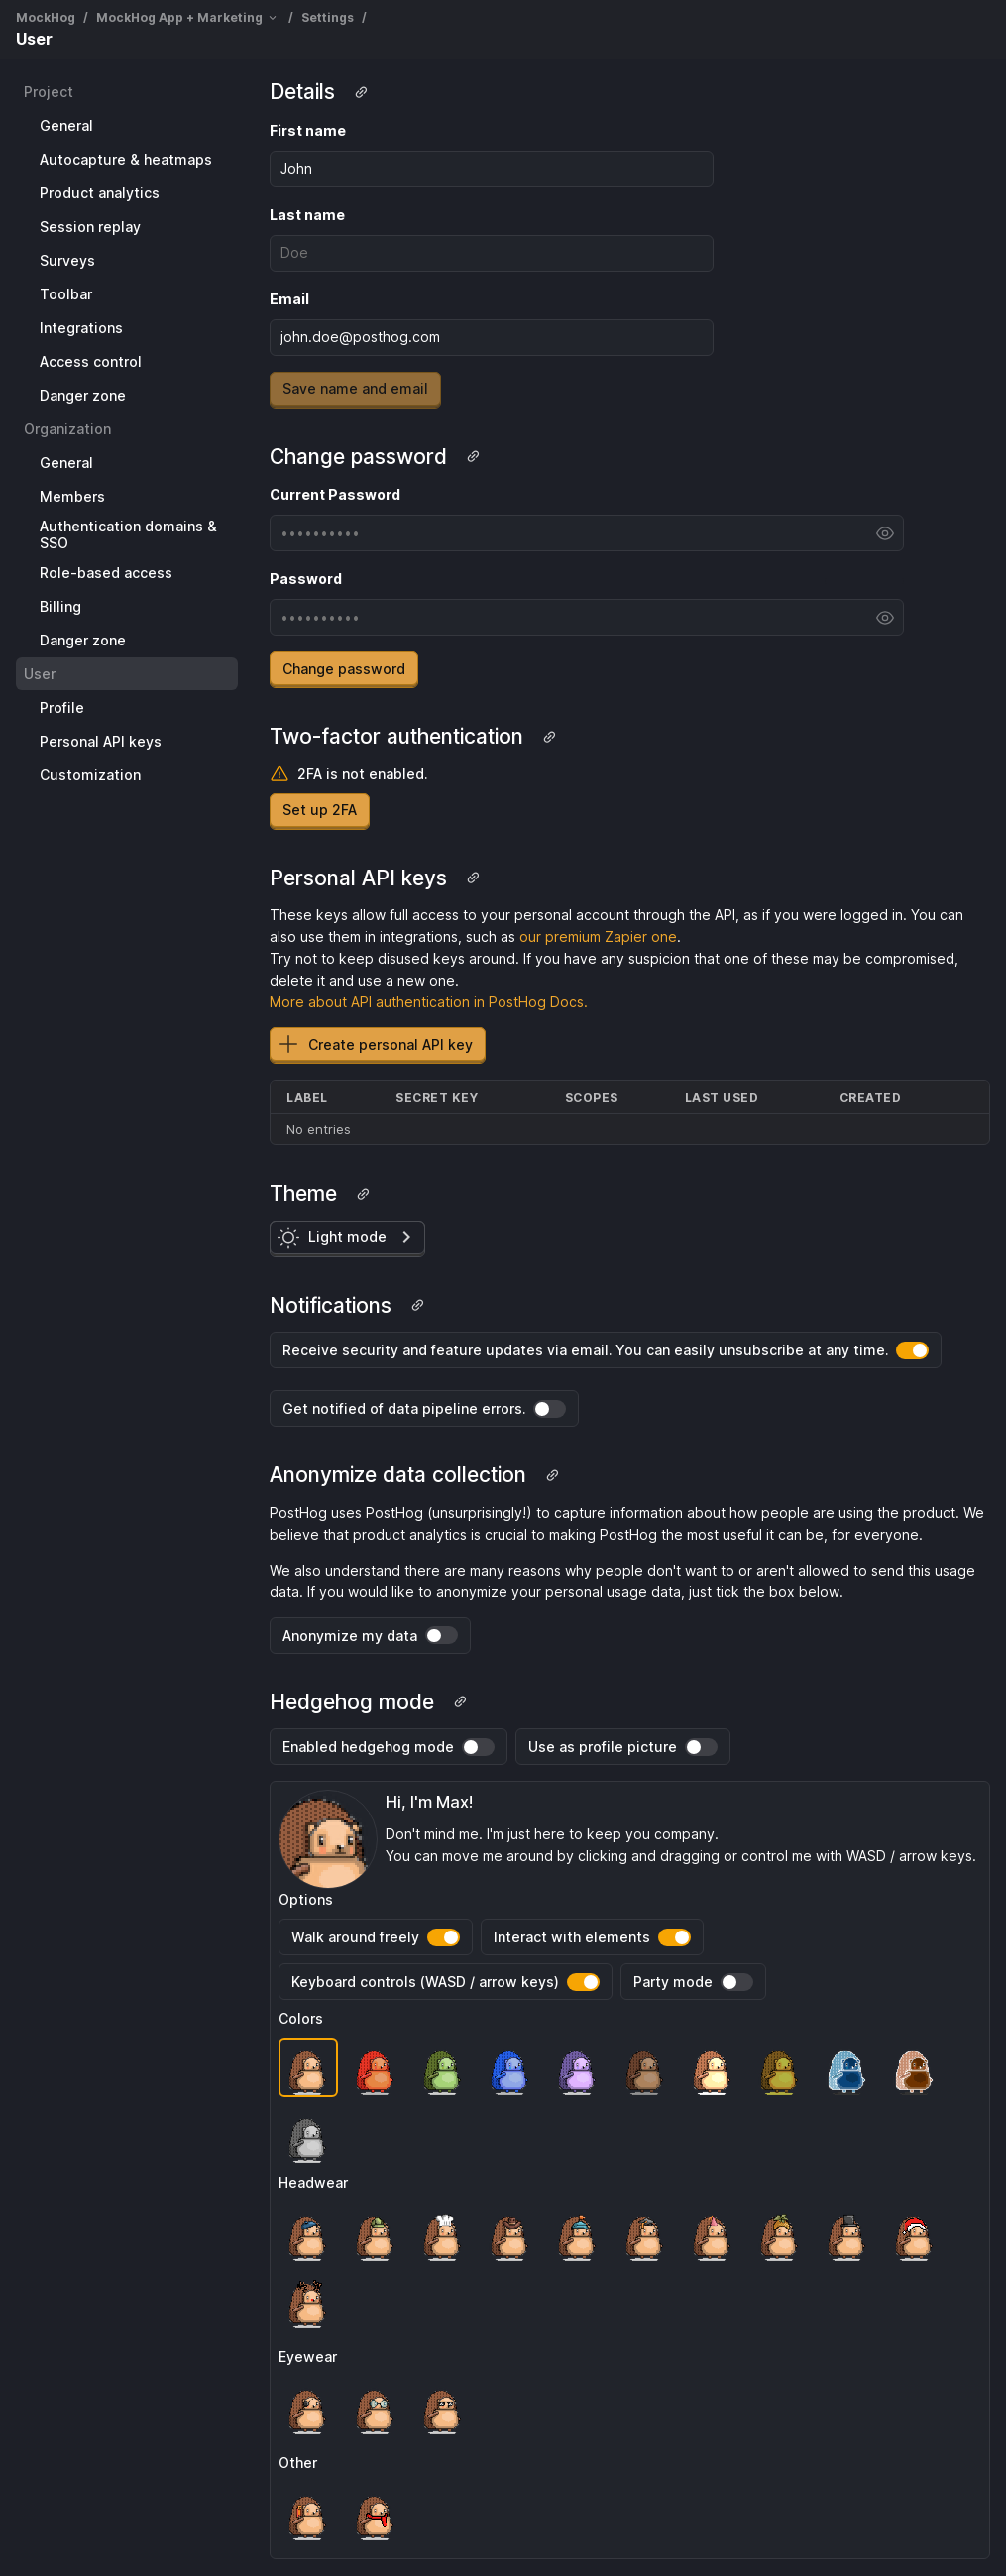 MockHog / MockHog App + Marketing / Settings /
User
Project
General
Autocapture & heatmaps
Product analytics
Session replay
Surveys
Toolbar
Integrations
Access control
Danger zone
Organization
General
Members
Authentication domains &
SSO
Role-based access
Billing
Danger zone
User
Profile
Personal API keys
Customization
Details
First name
John
Last name
Doe
Email
john.doe@posthog.com
Save name and email
Change password
Current Password
••••••••••
Password
••••••••••
Change password
Two-factor authentication
2FA is not enabled.
Set up 2FA
Personal API keys
These keys allow full access to your personal account through the API, as if you were logged in. You can
also use them in integrations, such as our premium Zapier one.
Try not to keep disused keys around. If you have any suspicion that one of these may be compromised,
delete it and use a new one.
More about API authentication in PostHog Docs.
Create personal API key
LABEL SECRET KEY SCOPES LAST USED CREATED
No entries
Theme
Light mode
Notifications
Receive security and feature updates via email. You can easily unsubscribe at any time.
Get notified of data pipeline errors.
Anonymize data collection
PostHog uses PostHog (unsurprisingly!) to capture information about how people are using the product. We
believe that product analytics is crucial to making PostHog the most useful it can be, for everyone.
We also understand there are many reasons why people don't want to or aren't allowed to send this usage
data. If you would like to anonymize your personal usage data, just tick the box below.
Anonymize my data
Hedgehog mode
Enabled hedgehog mode Use as profile picture
Hi, I'm Max!
Don't mind me. I'm just here to keep you company.
You can move me around by clicking and dragging or control me with WASD / arrow keys.
Options
Walk around freely Interact with elements
Keyboard controls (WASD / arrow keys) Party mode
Colors
Headwear
Eyewear
Other